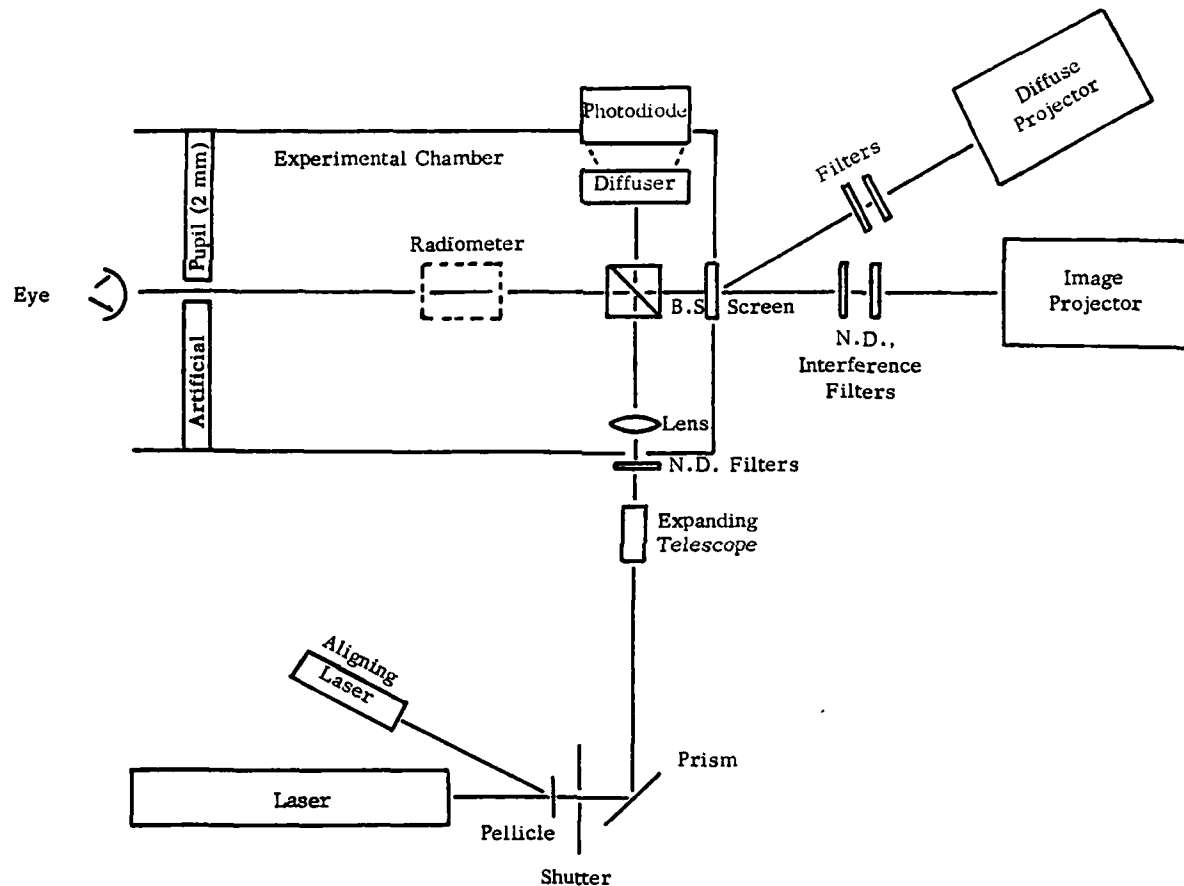 Diffuse
Projector
Photodiode
Experimental Chamber
Filters
Diffuser
Pupil (2 mm)
Radiometer
Eye
B.S.
Screen
Image
Projector
N.D.,
Interference
Filters
Artificial
Lens
N.D. Filters
Expanding
Telescope
Aligning
Laser
Prism
Laser
Pellicle
Shutter